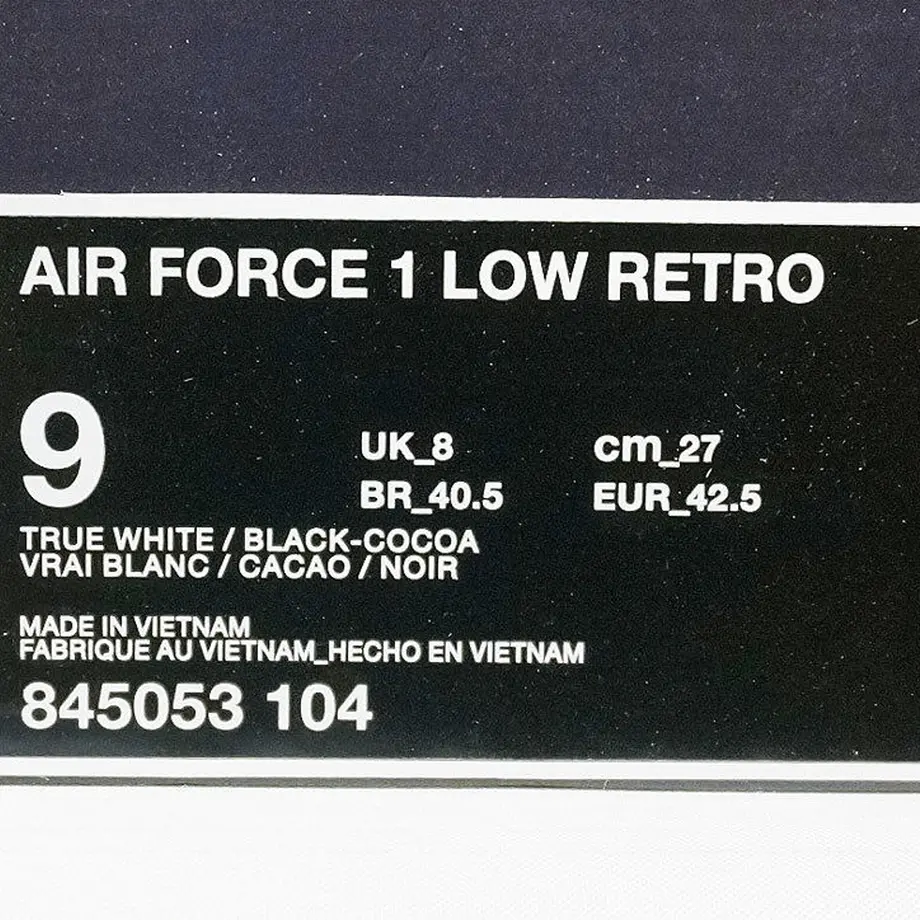 AIR FORCE 1 LOW RETRO
9
UK_8 cm_27
BR_40.5 EUR_42.5
TRUE WHITE / BLACK-COCOA
VRAI BLANC / CACAO / NOIR
MADE IN VIETNAM
FABRIQUE AU VIETNAM_HECHO EN VIETNAM
845053 104